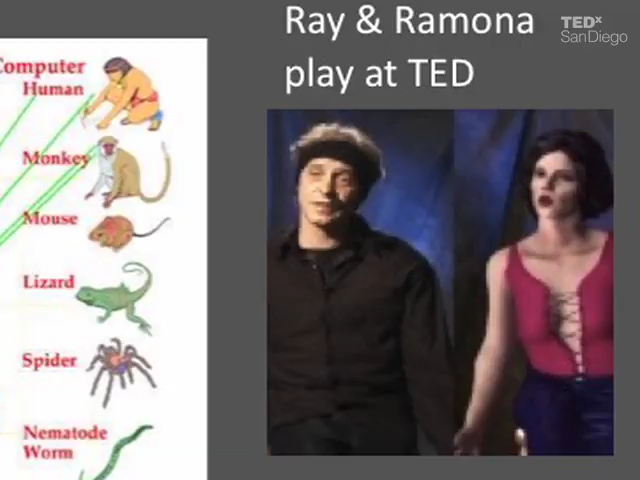 Ray & Ramona
play at TED
TEDx
SanDiego
Computer
Human
Monkey
Mouse
Lizard
Spider
Nematode
Worm